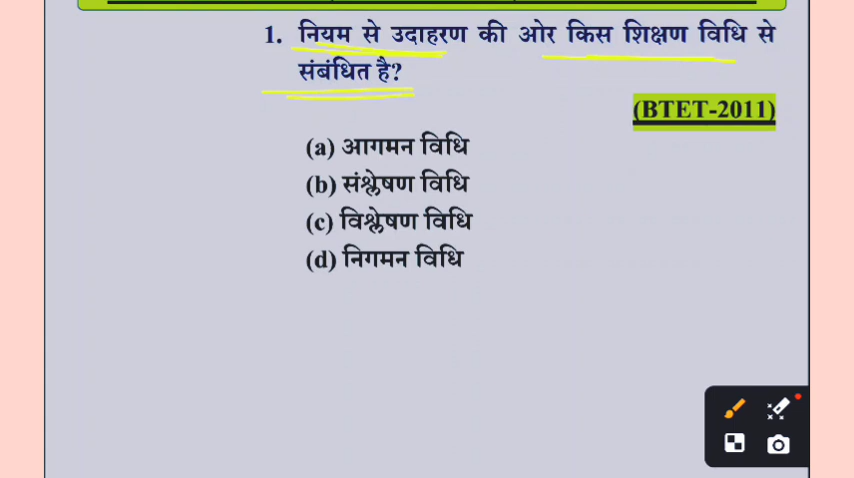 1. नियम से उदाहरण की ओर किस शिक्षण विधि से
संबंधित है?
(BTET-2011)
(a) आगमन विधि
(b) संश्लेषण विधि
(c) विश्लेषण विधि
(d) निगमन विधि